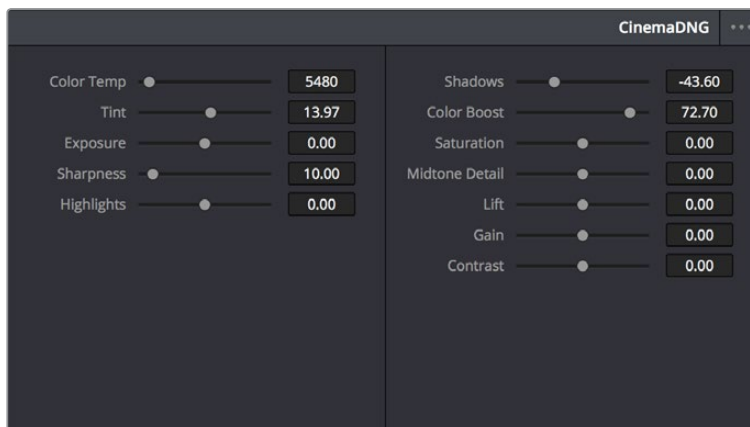 CinemaDNG
Color Temp 5480
Tint 13.97
Exposure 0.00
Sharpness 10.00
Highlights 0.00
Shadows -43.60
Color Boost 72.70
Saturation 0.00
Midtone Detail 0.00
Lift 0.00
Gain 0.00
Contrast 0.00